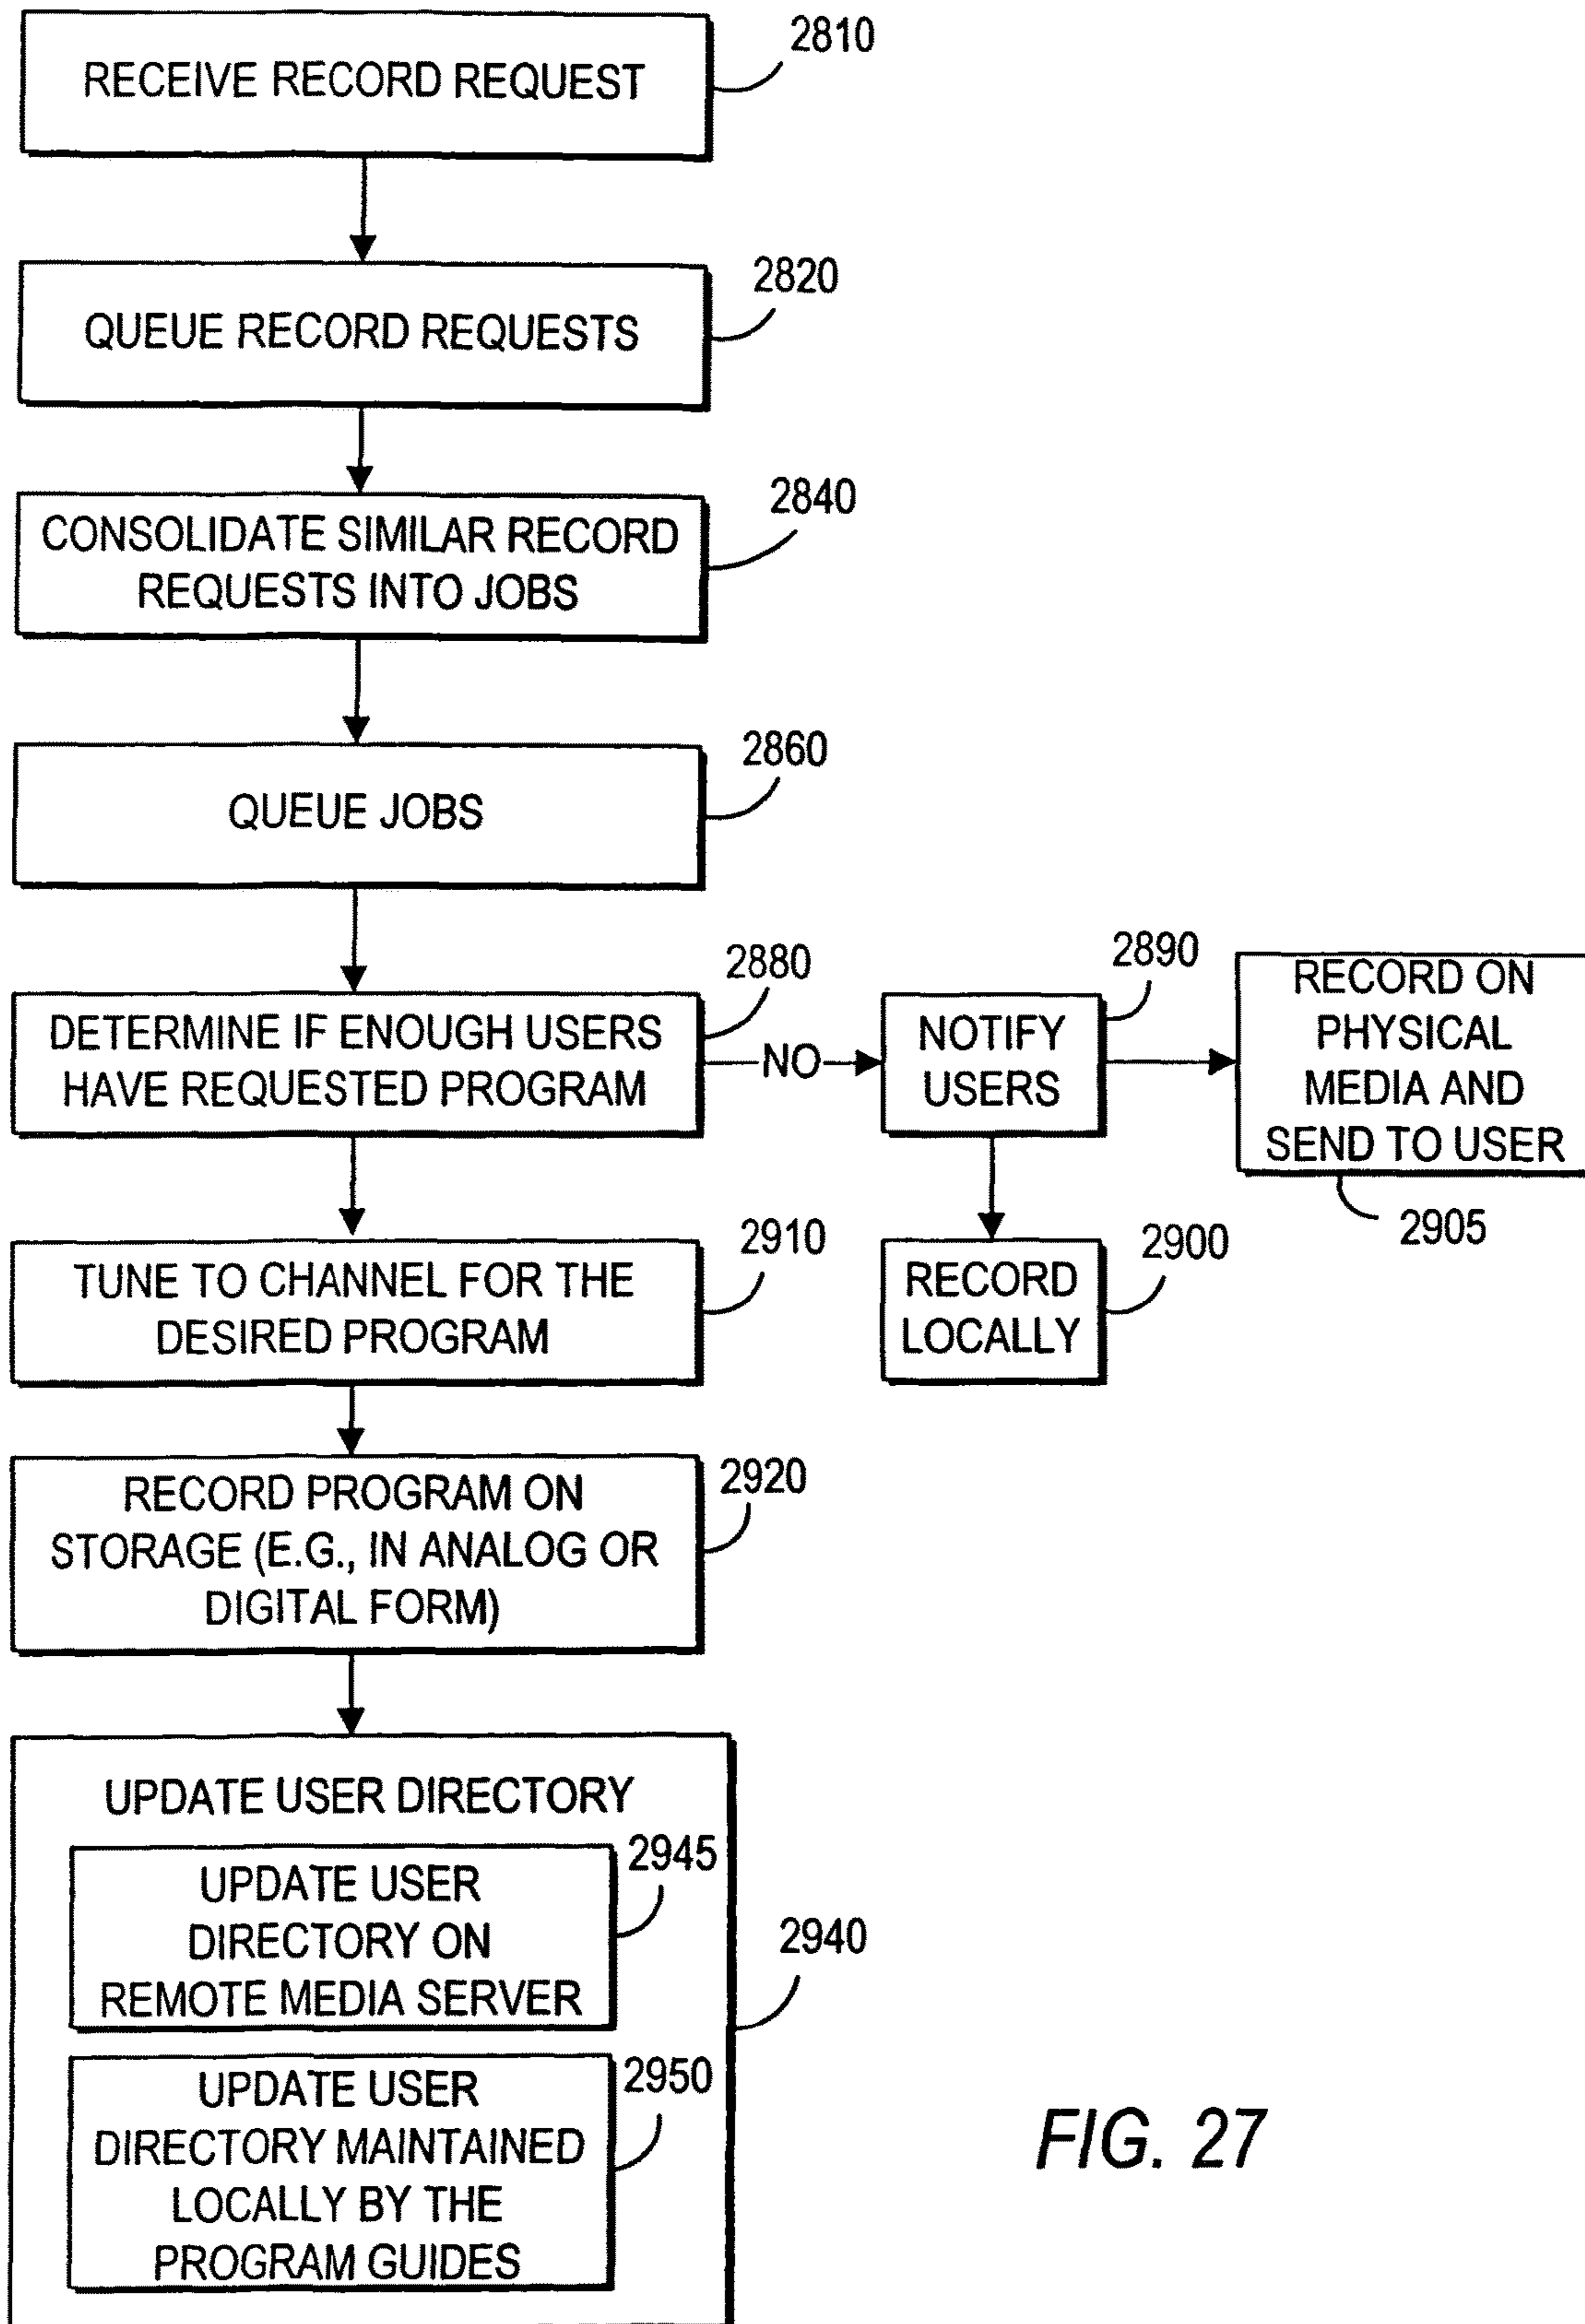 RECEIVE RECORD REQUEST
2810
QUEUE RECORD REQUESTS
2820
CONSOLIDATE SIMILAR RECORD
REQUESTS INTO JOBS
2840
QUEUE JOBS
2860
DETERMINE IF ENOUGH USERS
HAVE REQUESTED PROGRAM
2880
NO
NOTIFY
USERS
2890
RECORD ON
PHYSICAL
MEDIA AND
SEND TO USER
2905
RECORD
LOCALLY
2900
TUNE TO CHANNEL FOR THE
DESIRED PROGRAM
2910
RECORD PROGRAM ON
STORAGE (E.G., IN ANALOG OR
DIGITAL FORM)
2920
UPDATE USER DIRECTORY
2940
UPDATE USER
DIRECTORY ON
REMOTE MEDIA SERVER
2945
UPDATE USER
DIRECTORY MAINTAINED
LOCALLY BY THE
PROGRAM GUIDES
2950
FIG. 27